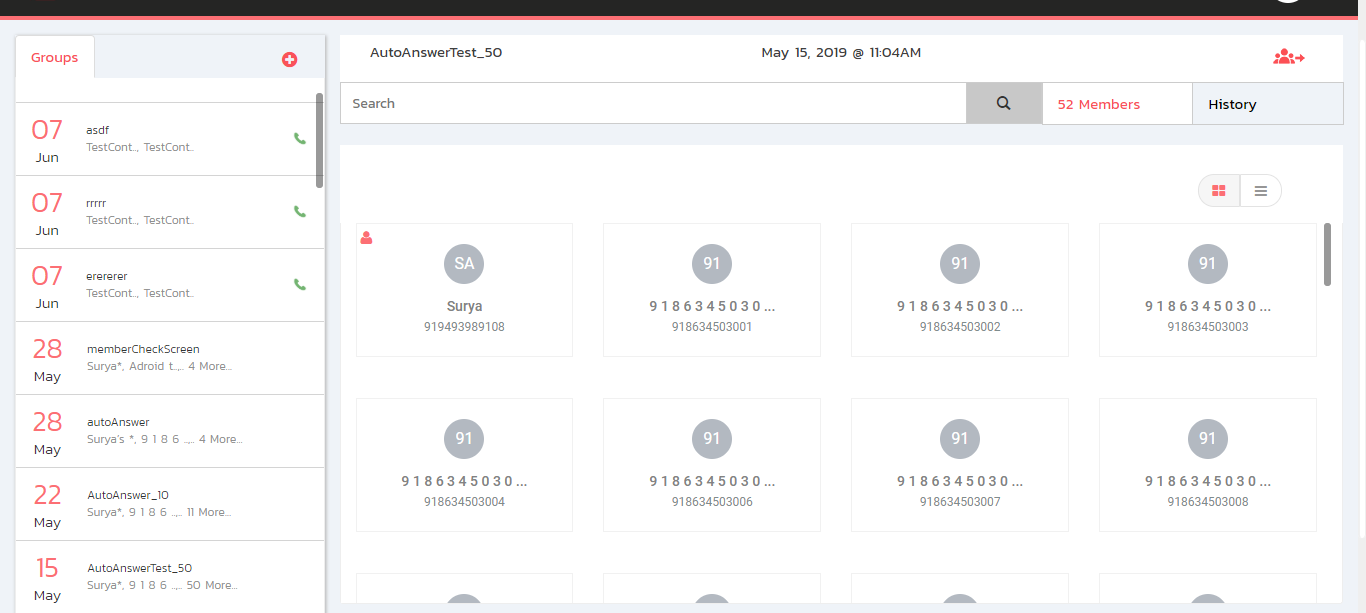 Groups
07
Jun
asdf
TestCont.., TestCont..
07
Jun
rrrrr
TestCont.., TestCont..
07
Jun
erererer
TestCont.., TestCont..
28
May
memberCheckScreen
Surya*, Adroid t..,.. 4 More...
28
May
autoAnswer
Surya's *, 9 1 8 6 ..,.. 4 More...
22
May
AutoAnswer_10
Surya*, 9 1 8 6 ..,.. 11 More...
15
May
AutoAnswerTest_50
Surya*, 9 1 8 6 ..,.. 50 More...
AutoAnswerTest_50
May 15, 2019 @ 11:04AM
Search
52 Members
History
SA
Surya
919493989108
91
9 1 8 6 3 4 5 0 3 0 ...
918634503001
91
9 1 8 6 3 4 5 0 3 0 ...
918634503002
91
9 1 8 6 3 4 5 0 3 0 ...
918634503003
91
9 1 8 6 3 4 5 0 3 0 ...
918634503004
91
9 1 8 6 3 4 5 0 3 0 ...
918634503006
91
9 1 8 6 3 4 5 0 3 0 ...
918634503007
91
9 1 8 6 3 4 5 0 3 0 ...
918634503008